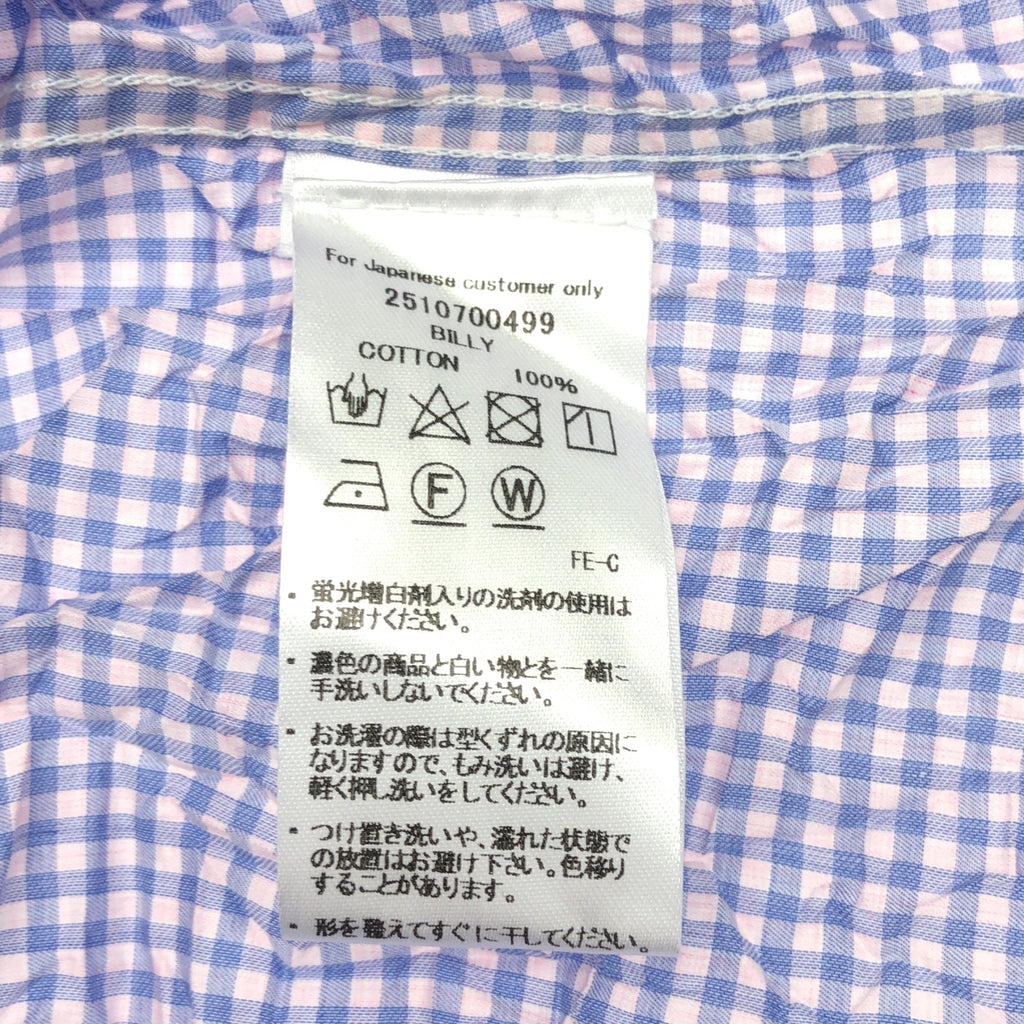 For Japanese customer only
2510700499
BILLY
COTTON 100%
F W
FE-C
・蛍光増白剤入りの洗剤の使用は
お避けください。
・濃色の商品と白い物とを一緒に
手洗いしないでください。
・お洗濯の際は型くずれの原因に
なりますので、もみ洗いは避け、
軽く押し洗いをしてください。
・つけ置き洗いや、濡れた状態で
の放置はお避け下さい。色移り
することがあります。
・形を整えてすぐに干してください。